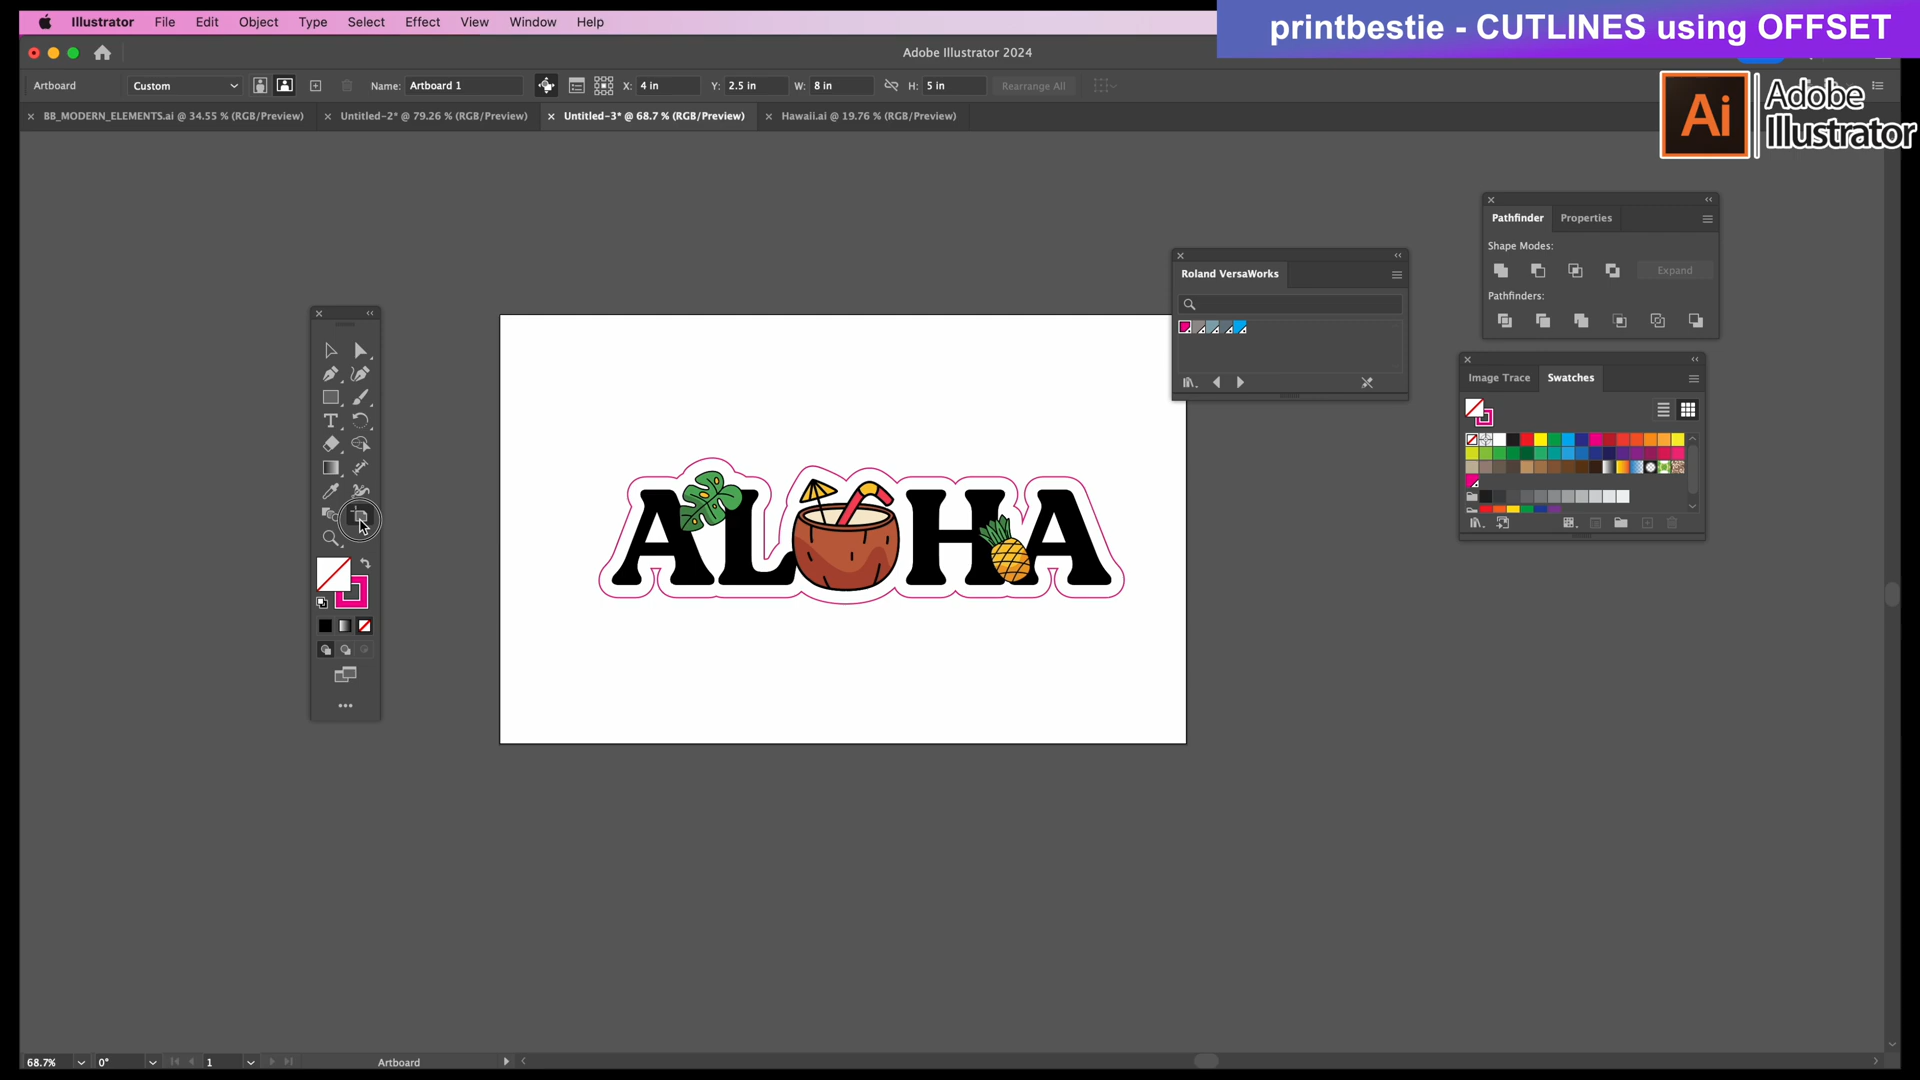 Illustrator File Edit Object Type Select Effect View Window Help
printbestie - CUTLINES using OFFSET
Adobe Illustrator 2024
Artboard Custom Name: Artboard 1 X: 4 in Y: 2.5 in W: 8 in H: 5 in Rearrange All
Ai Adobe
Illustrator
BB_MODERN_ELEMENTS.ai @ 34.55 % (RGB/Preview) Untitled-2* @ 79.26 % (RGB/Preview) Untitled-3* @ 68.7 % (RGB/Preview) Hawaii.ai @ 19.76 % (RGB/Preview)
Pathfinder Properties
Shape Modes:
Expand
Pathfinders:
Roland VersaWorks
Image Trace Swatches
T
ALOHA
68.7% 0° 1 Artboard